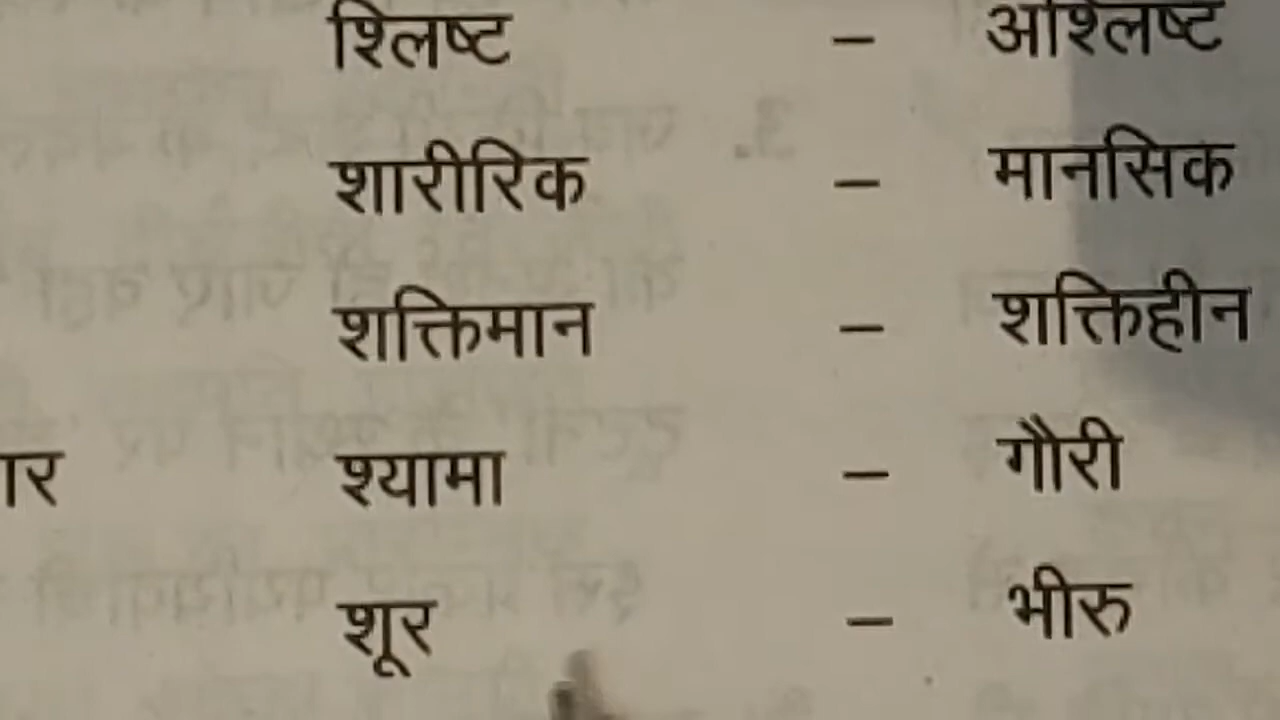 श्लिष्ट – अश्लिष्ट
शारीरिक – मानसिक
शक्तिमान – शक्तिहीन
श्यामा – गौरी
शूर – भीरु